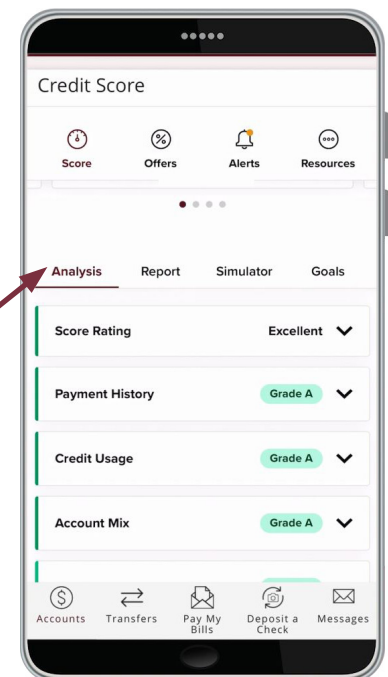 Credit Score
Score Offers Alerts Resources
Analysis Report Simulator Goals
Score Rating Excellent
Payment History Grade A
Credit Usage Grade A
Account Mix Grade A
Accounts Transfers Pay My Bills Deposit a Check Messages